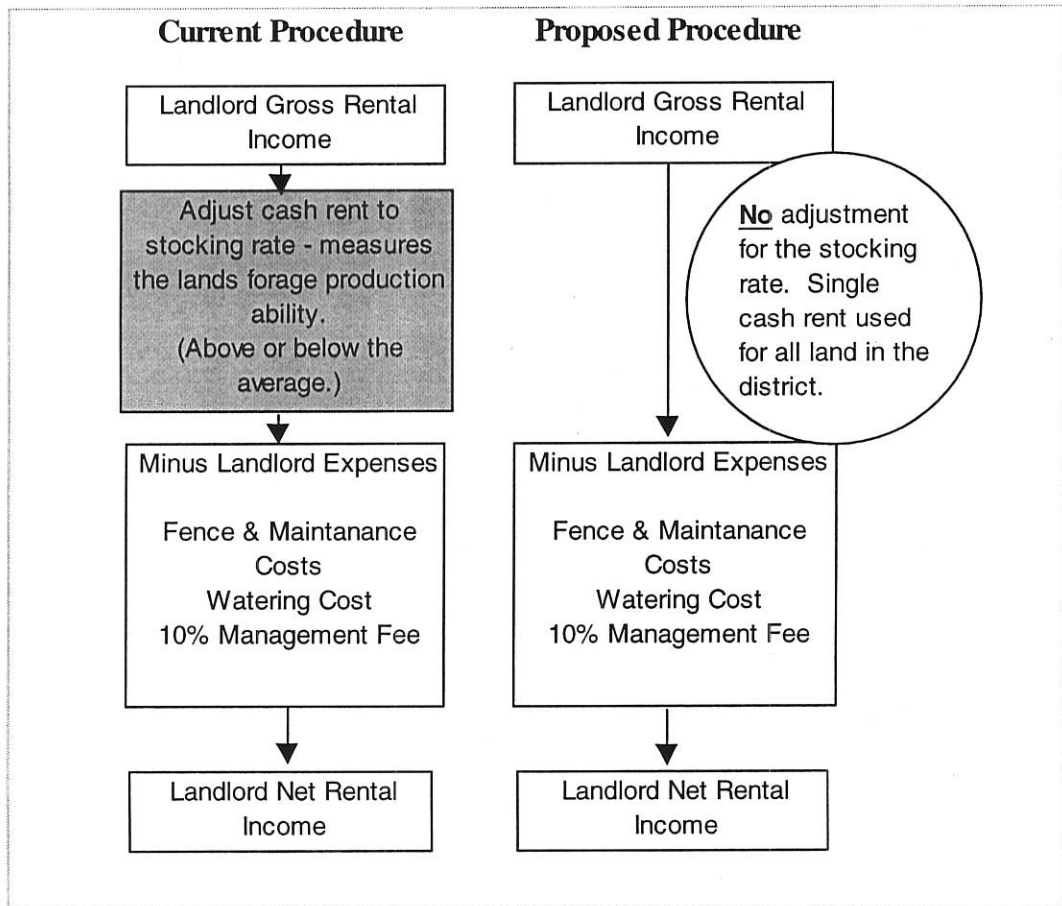 Current Procedure
Landlord Gross Rental
Income
Adjust cash rent to
stocking rate - measures
the lands forage production
ability.
(Above or below the
average.)
Minus Landlord Expenses
Fence & Maintanance
Costs
Watering Cost
10% Management Fee
Landlord Net Rental
Income
Proposed Procedure
Landlord Gross Rental
Income
No adjustment
for the stocking
rate. Single
cash rent used
for all land in the
district.
Minus Landlord Expenses
Fence & Maintanance
Costs
Watering Cost
10% Management Fee
Landlord Net Rental
Income